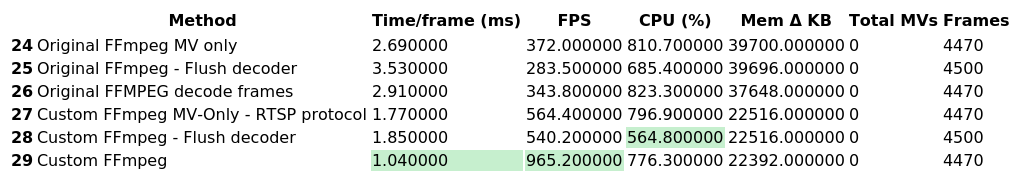 Method Time/frame (ms) FPS CPU (%) Mem Δ KB Total MVs Frames
24 Original FFmpeg MV only 2.690000 372.000000 810.700000 39700.000000 0 4470
25 Original FFmpeg - Flush decoder 3.530000 283.500000 685.400000 39696.000000 0 4500
26 Original FFMPEG decode frames 2.910000 343.800000 823.300000 37648.000000 0 4470
27 Custom FFmpeg MV-Only - RTSP protocol 1.770000 564.400000 796.900000 22516.000000 0 4470
28 Custom FFmpeg - Flush decoder 1.850000 540.200000 564.800000 22516.000000 0 4500
29 Custom FFmpeg 1.040000 965.200000 776.300000 22392.000000 0 4470